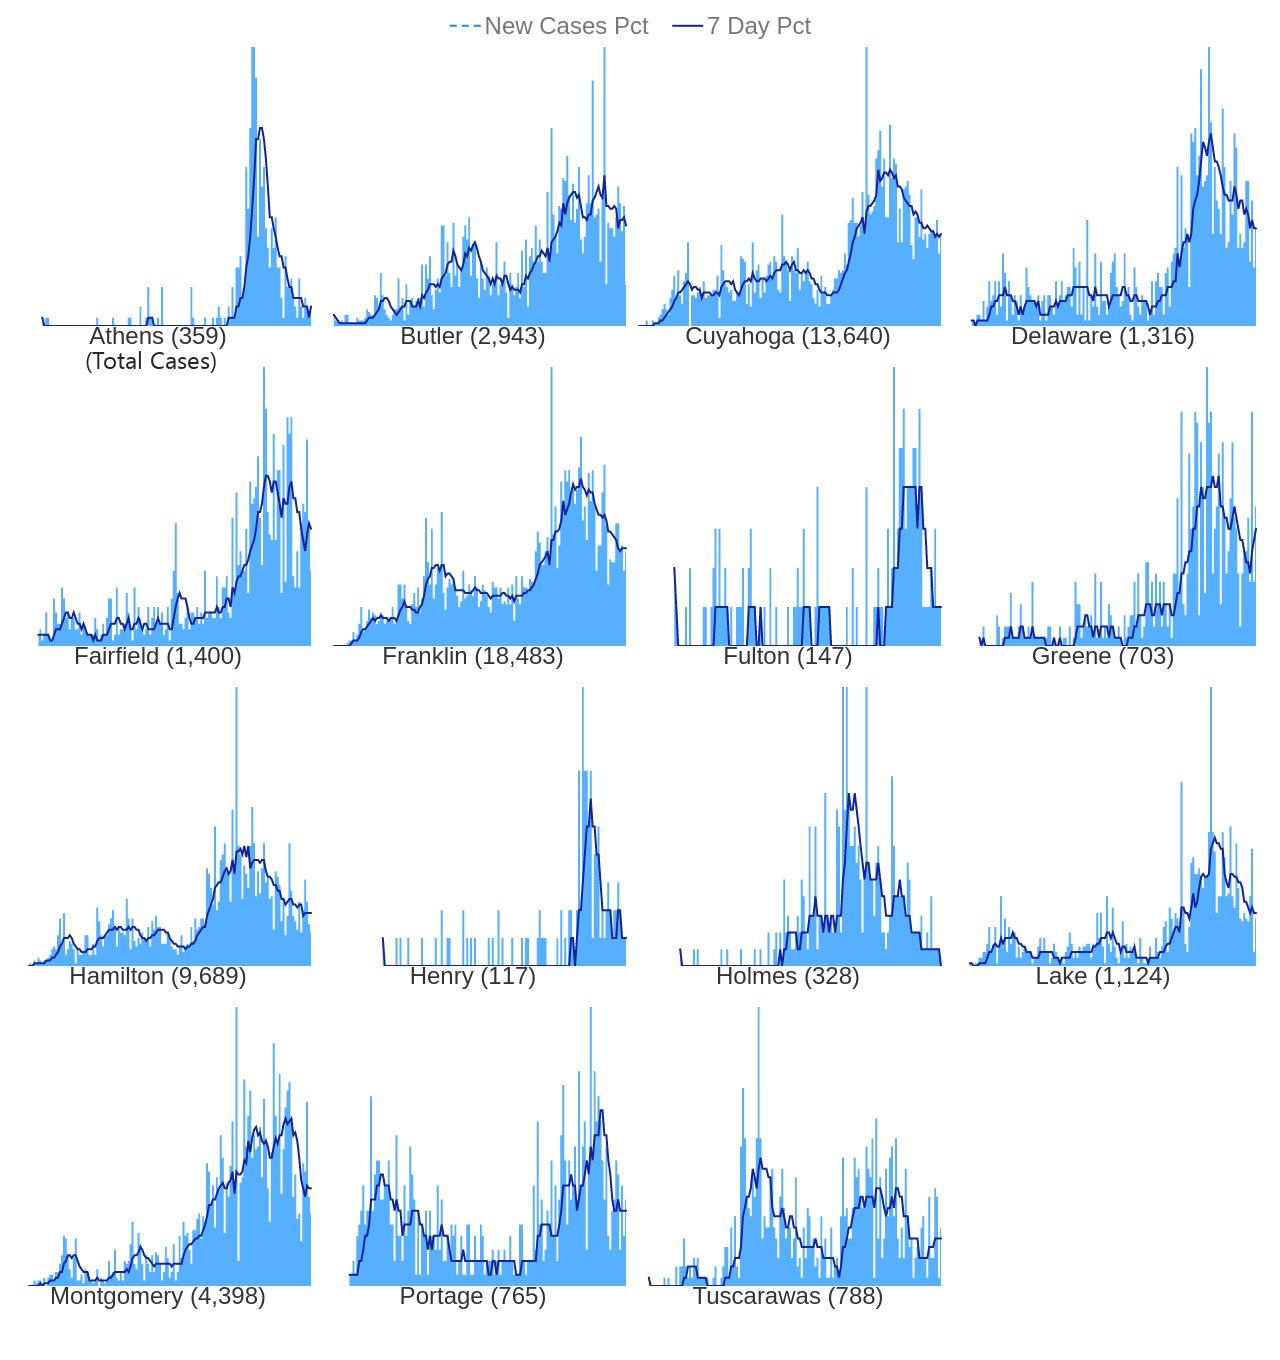 New Cases Pct 7 Day Pct
Athens (359) Butler (2,943) Cuyahoga (13,640) Delaware (1,316)
(Total Cases)
Fairfield (1,400) Franklin (18,483) Fulton (147) Greene (703)
Hamilton (9,689) Henry (117) Holmes (328) Lake (1,124)
Montgomery (4,398) Portage (765) Tuscarawas (788)